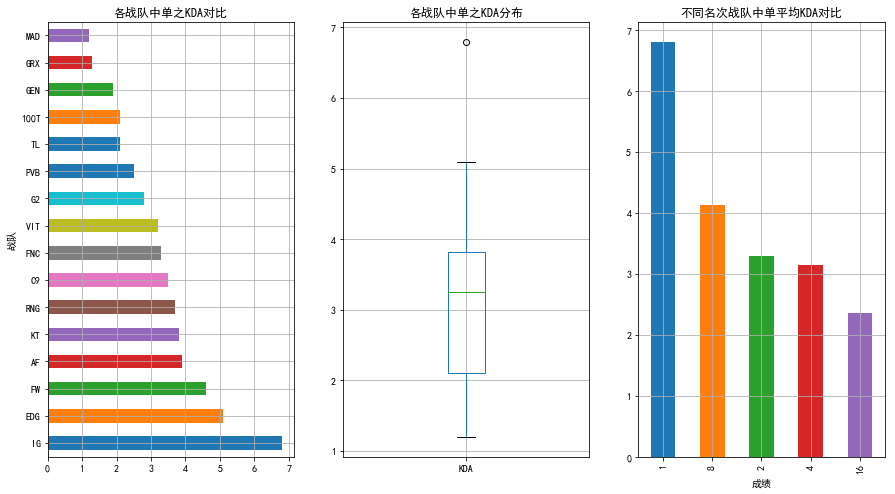 各战队中单之KDA对比
战队
MAD
GRX
GEN
100T
TL
PVB
G2
VIT
FNC
C9
RNG
KT
AF
FW
EDG
IG
0 1 2 3 4 5 6 7
各战队中单之KDA分布
7
6
5
4
3
2
1
KDA
不同名次战队中单平均KDA对比
7
6
5
4
3
2
1
0
1 8 2 4 16
成绩